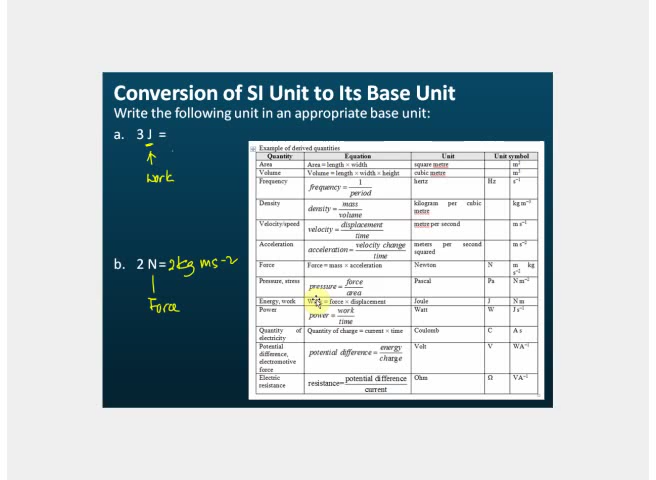 Conversion of SI Unit to Its Base Unit
Write the following unit in an appropriate base unit:
a. 3 J =
work
b. 2 N = 2 kg ms-2
Force
Example of derived quantities
Quantity Equation Unit Unit symbol
Area Area = length × width square metre m²
Volume Volume = length × width × height cubic metre m³
Frequency frequency = 1 / period hertz Hz s⁻¹
Density density = mass / volume kilogram per cubic metre kg m⁻³
Velocity/speed velocity = displacement / time metre per second m s⁻¹
Acceleration acceleration = velocity change / time meters per second squared m s⁻²
Force Force = mass × acceleration Newton N m kg s⁻²
Pressure, stress pressure = force / area Pascal Pa N m⁻²
Energy, work = force × displacement Joule J N m
Power power = work / time Watt W J s⁻¹
Quantity of electricity Quantity of charge = current × time Coulomb C A s
Potential difference, electromotive force potential difference = energy / charge Volt V WA⁻¹
Electric resistance resistance = potential difference / current Ohm Ω VA⁻¹